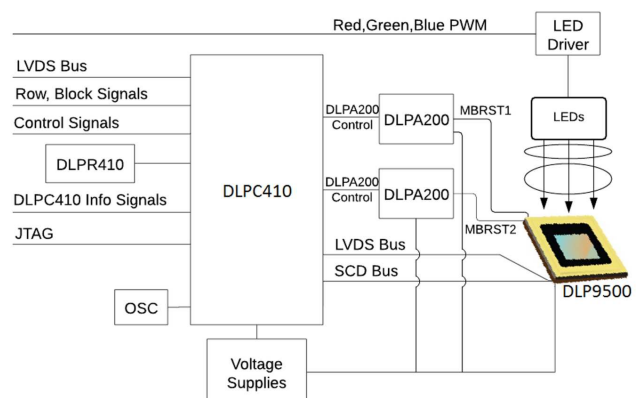 Red,Green,Blue PWM
LED
Driver
LVDS Bus
Row, Block Signals
Control Signals
DLPR410
DLPC410 Info Signals
JTAG
OSC
DLPC410
DLPA200
Control
DLPA200
MBRST1
DLPA200
Control
DLPA200
MBRST2
LVDS Bus
SCD Bus
LEDs
DLP9500
Voltage
Supplies